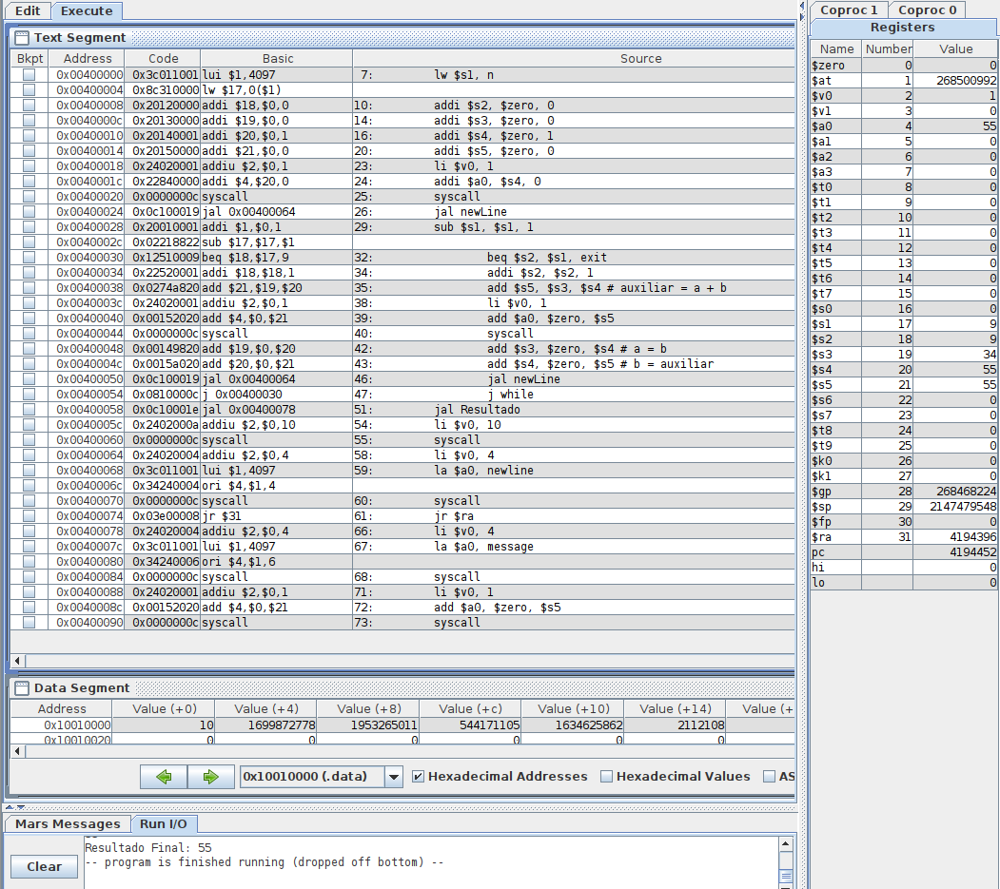 Edit Execute
Text Segment
Bkpt Address Code Basic Source
0x00400000 0x3c011001 lui $1,4097 7: lw $s1, n
0x00400004 0x8c310000 lw $17,0($1)
0x00400008 0x20120000 addi $18,$0,0 10: addi $s2, $zero, 0
0x0040000c 0x20130000 addi $19,$0,0 14: addi $s3, $zero, 0
0x00400010 0x20140001 addi $20,$0,1 16: addi $s4, $zero, 1
0x00400014 0x20150000 addi $21,$0,0 20: addi $s5, $zero, 0
0x00400018 0x24020001 addiu $2,$0,1 23: li $v0, 1
0x0040001c 0x22840000 addi $4,$20,0 24: addi $a0, $s4, 0
0x00400020 0x0000000c syscall 25: syscall
0x00400024 0x0c100019 jal 0x00400064 26: jal newLine
0x00400028 0x20010001 addi $1,$0,1 29: sub $s1, $s1, 1
0x0040002c 0x02218822 sub $17,$17,$1
0x00400030 0x12510009 beq $18,$17,9 32: beq $s2, $s1, exit
0x00400034 0x22520001 addi $18,$18,1 34: addi $s2, $s2, 1
0x00400038 0x0274a820 add $21,$19,$20 35: add $s5, $s3, $s4 # auxiliar = a + b
0x0040003c 0x24020001 addiu $2,$0,1 38: li $v0, 1
0x00400040 0x00152020 add $4,$0,$21 39: add $a0, $zero, $s5
0x00400044 0x0000000c syscall 40: syscall
0x00400048 0x00149820 add $19,$0,$20 42: add $s3, $zero, $s4 # a = b
0x0040004c 0x0015a020 add $20,$0,$21 43: add $s4, $zero, $s5 # b = auxiliar
0x00400050 0x0c100019 jal 0x00400064 46: jal newLine
0x00400054 0x0810000c j 0x00400030 47: j while
0x00400058 0x0c10001e jal 0x00400078 51: jal Resultado
0x0040005c 0x2402000a addiu $2,$0,10 54: li $v0, 10
0x00400060 0x0000000c syscall 55: syscall
0x00400064 0x24020004 addiu $2,$0,4 58: li $v0, 4
0x00400068 0x3c011001 lui $1,4097 59: la $a0, newline
0x0040006c 0x34240004 ori $4,$1,4
0x00400070 0x0000000c syscall 60: syscall
0x00400074 0x03e00008 jr $31 61: jr $ra
0x00400078 0x24020004 addiu $2,$0,4 66: li $v0, 4
0x0040007c 0x3c011001 lui $1,4097 67: la $a0, message
0x00400080 0x34240006 ori $4,$1,6
0x00400084 0x0000000c syscall 68: syscall
0x00400088 0x24020001 addiu $2,$0,1 71: li $v0, 1
0x0040008c 0x00152020 add $4,$0,$21 72: add $a0, $zero, $s5
0x00400090 0x0000000c syscall 73: syscall
Data Segment
Address Value (+0) Value (+4) Value (+8) Value (+c) Value (+10) Value (+14) Value (+
0x10010000 10 1699872778 1953265011 544171105 1634625862 2112108
0x10010020 0 0 0 0 0 0
0x10010000 (.data) Hexadecimal Addresses Hexadecimal Values AS
Mars Messages Run I/O
Resultado Final: 55
-- program is finished running (dropped off bottom) --
Clear
Coproc 1 Coproc 0
Registers
Name Number Value
$zero 0 0
$at 1 268500992
$v0 2 1
$v1 3 0
$a0 4 55
$a1 5 0
$a2 6 0
$a3 7 0
$t0 8 0
$t1 9 0
$t2 10 0
$t3 11 0
$t4 12 0
$t5 13 0
$t6 14 0
$t7 15 0
$s0 16 0
$s1 17 9
$s2 18 9
$s3 19 34
$s4 20 55
$s5 21 55
$s6 22 0
$s7 23 0
$t8 24 0
$t9 25 0
$k0 26 0
$k1 27 0
$gp 28 268468224
$sp 29 2147479548
$fp 30 0
$ra 31 4194396
pc 4194452
hi 0
lo 0